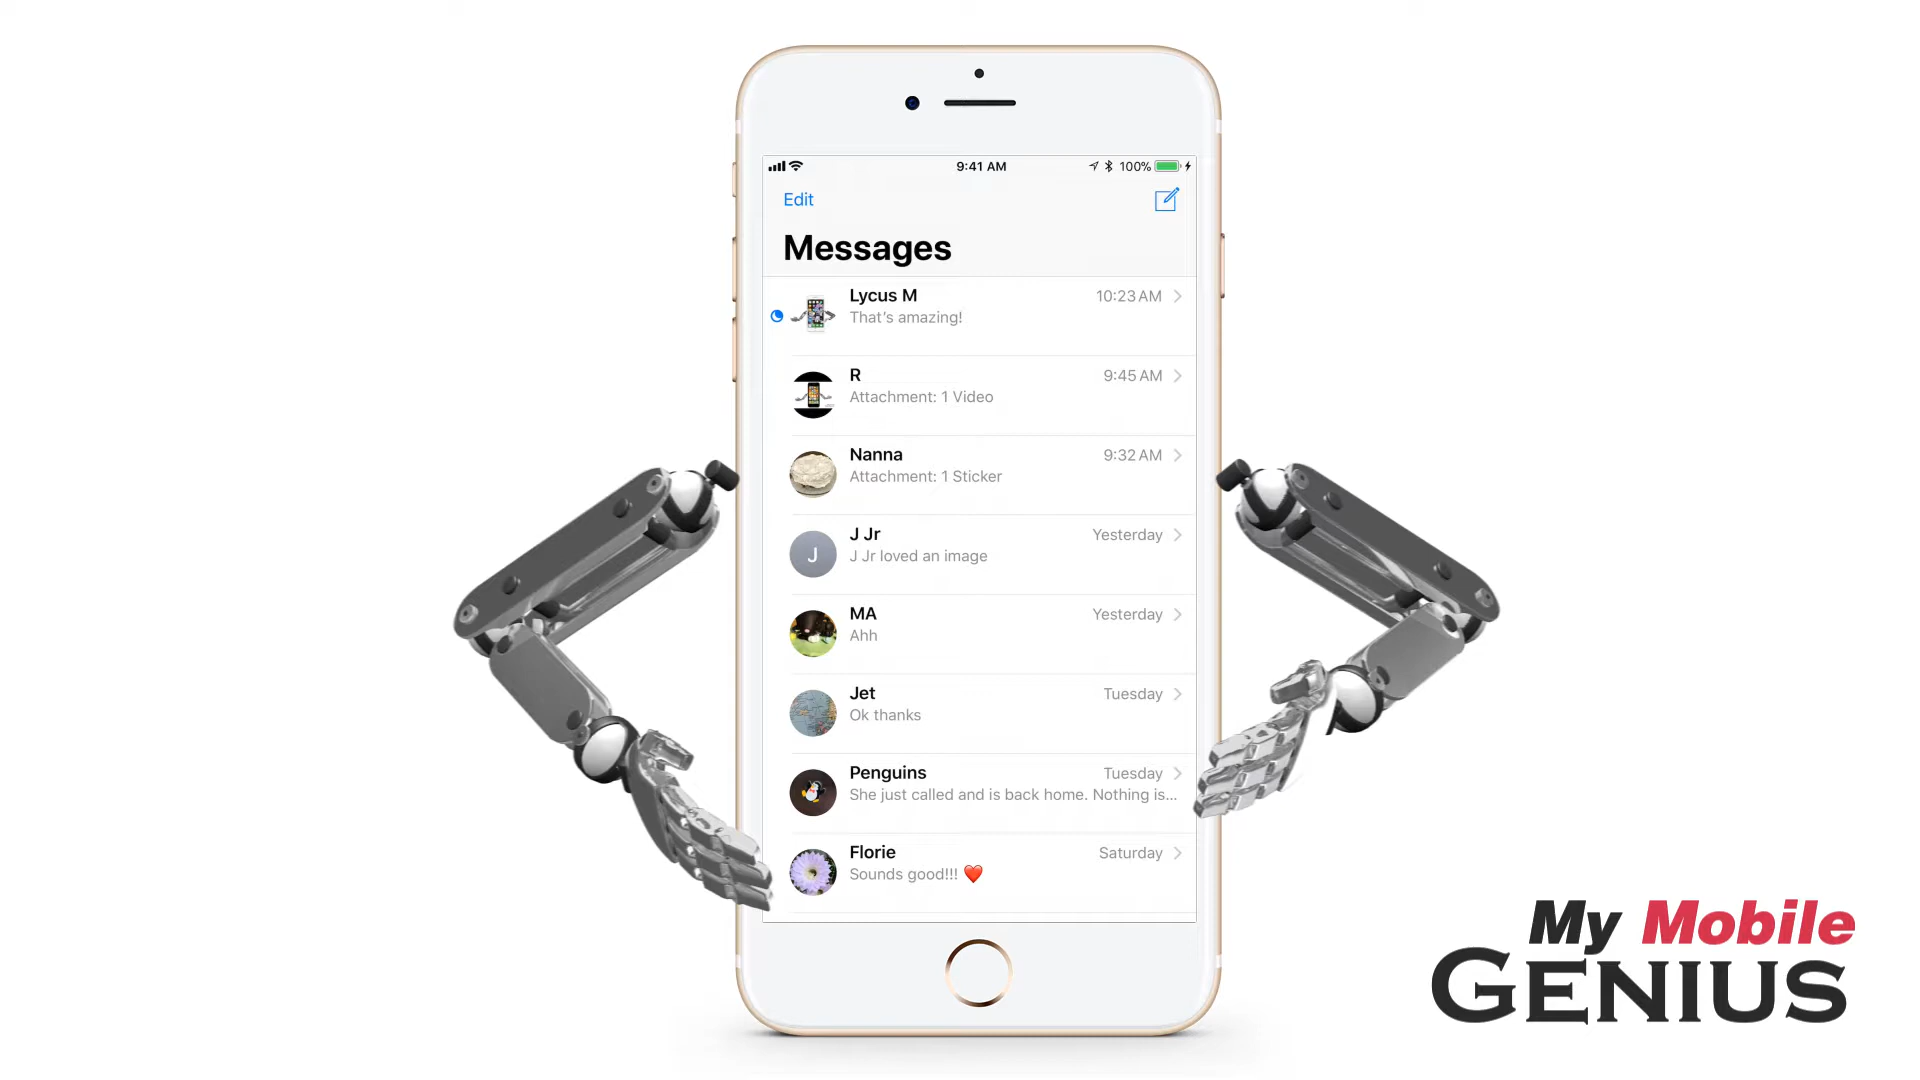 9:41 AM
100%
Edit
Messages
Lycus M
10:23 AM
That's amazing!
R
9:45 AM
Attachment: 1 Video
Nanna
9:32 AM
Attachment: 1 Sticker
J
J Jr
Yesterday
J Jr loved an image
MA
Yesterday
Ahh
Jet
Tuesday
Ok thanks
Penguins
Tuesday
She just called and is back home. Nothing is...
Florie
Saturday
Sounds good!!! ❤️
My Mobile
GENIUS